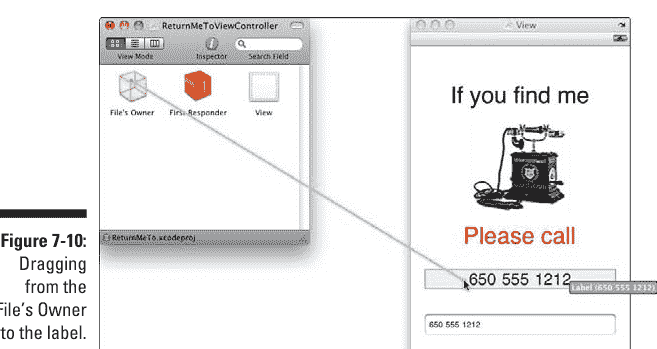 ReturnMeToViewController
View Mode
Inspector
Search Field
File's Owner
First Responder
View
ReturnMeTo.xcodeproj
View
If you find me
Please call
650 555 1212
Label (650 555 1212)
650 555 1212
Figure 7-10:
Dragging
from the
File's Owner
to the label.